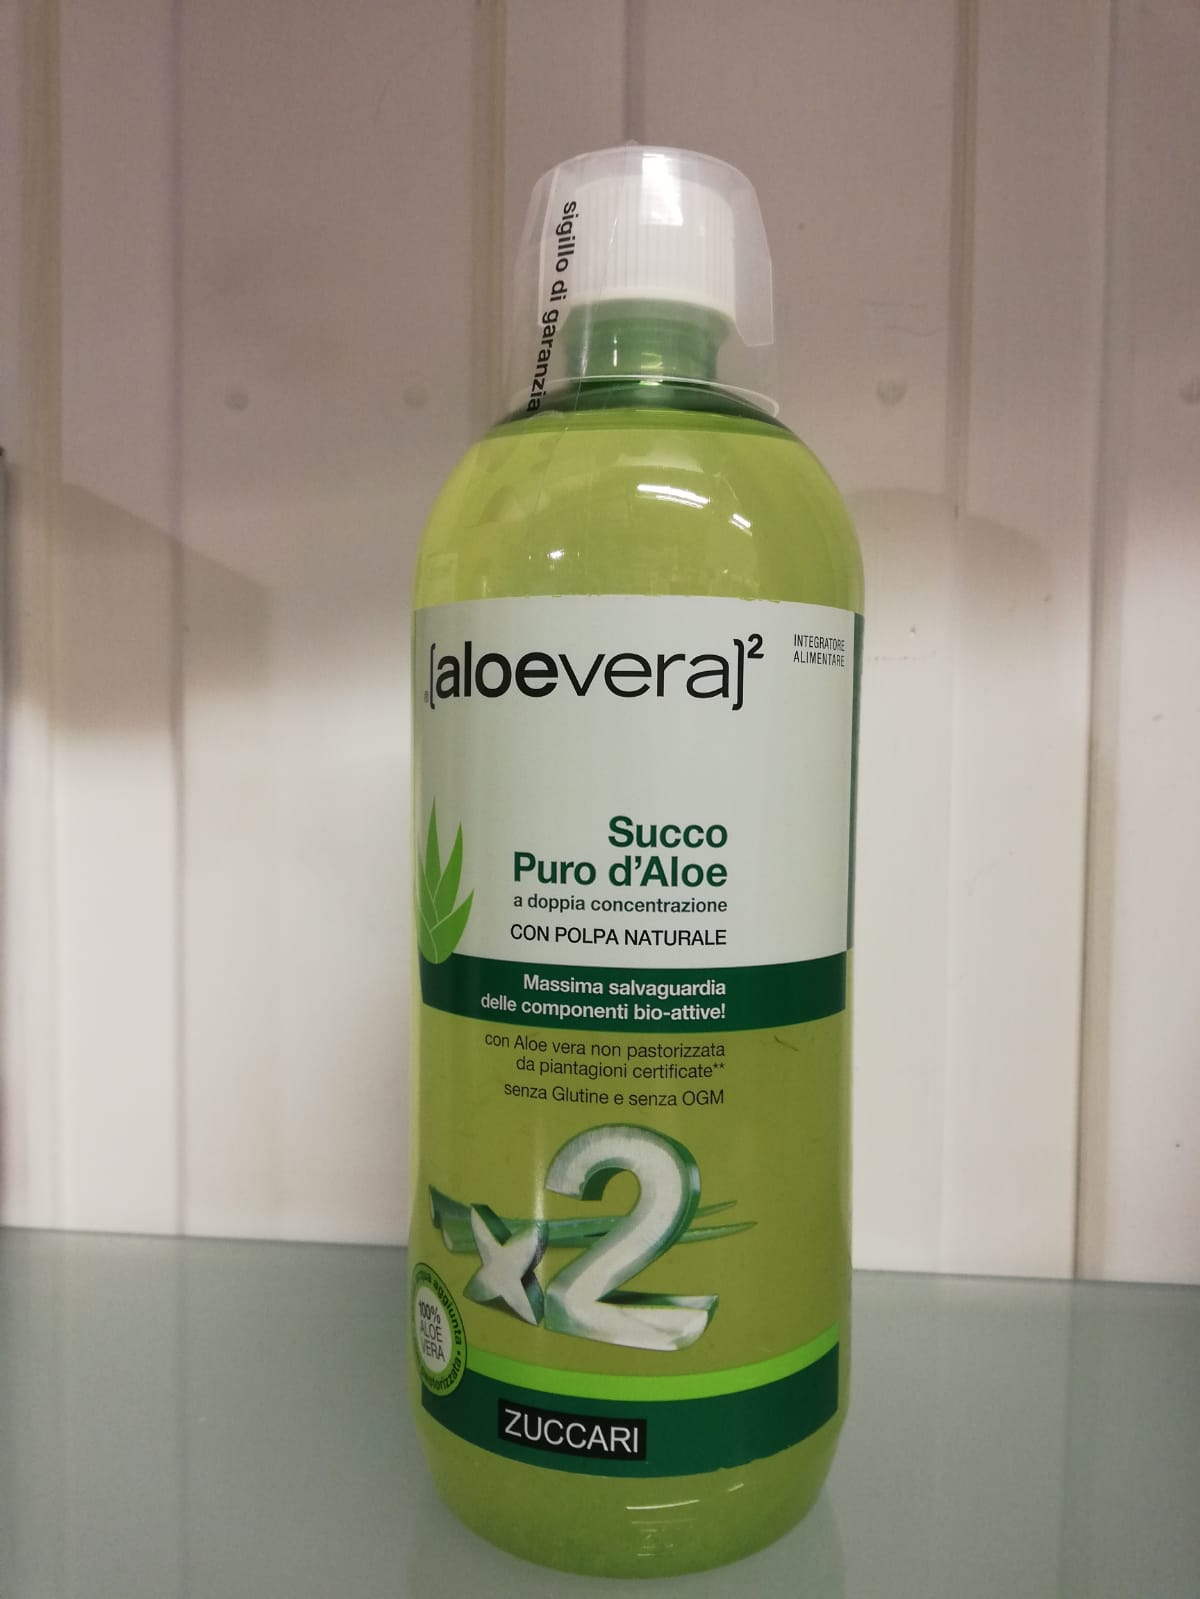 sigillo di garanzia
[aloevera]²
®
INTEGRATORE
ALIMENTARE
Succo
Puro d'Aloe
a doppia concentrazione
CON POLPA NATURALE
Massima salvaguardia
delle componenti bio-attive!
con Aloe vera non pastorizzata
da piantagioni certificate**
senza Glutine e senza OGM
x2
aggiunta
100%
ALOE
VERA
ZUCCARI